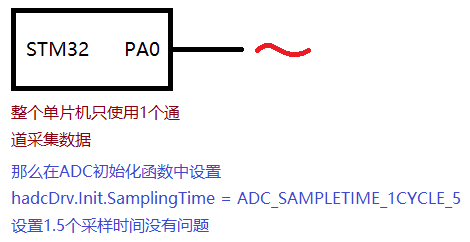 STM32 PA0
整个单片机只使用1个通
道采集数据
那么在ADC初始化函数中设置
hadcDrv.Init.SamplingTime = ADC_SAMPLETIME_1CYCLE_5
设置1.5个采样时间没有问题